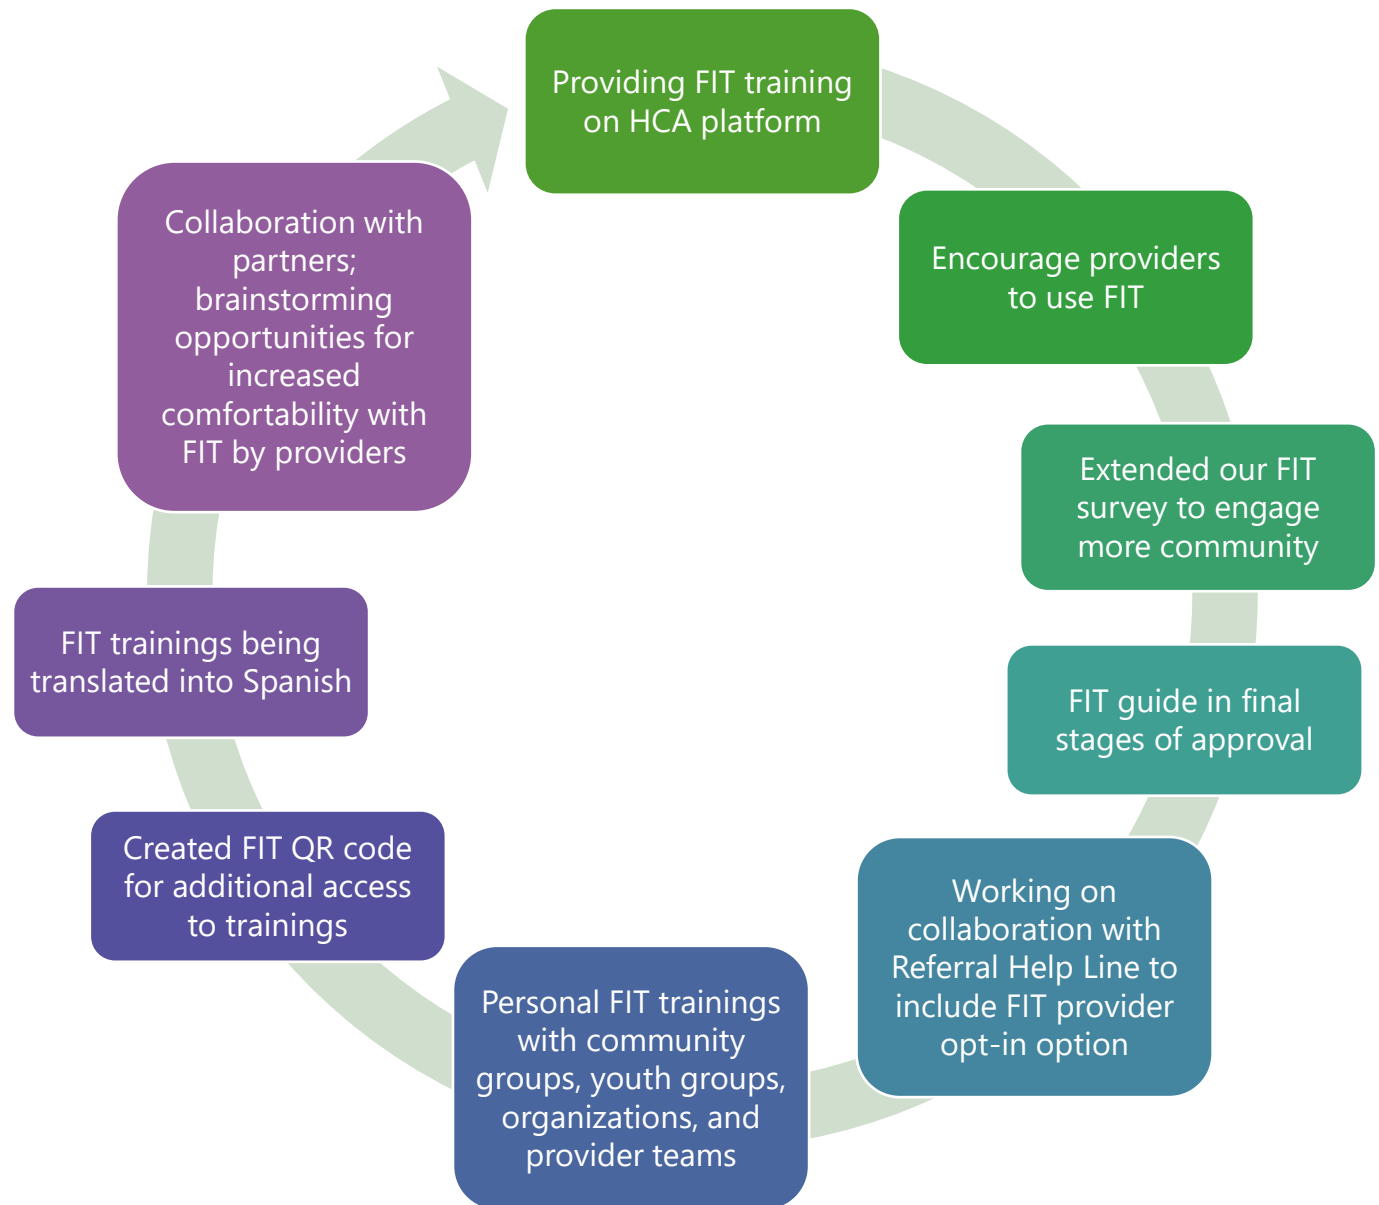 Providing FIT training
on HCA platform
Encourage providers
to use FIT
Extended our FIT
survey to engage
more community
FIT guide in final
stages of approval
Working on
collaboration with
Referral Help Line to
include FIT provider
opt-in option
Personal FIT trainings
with community
groups, youth groups,
organizations, and
provider teams
Created FIT QR code
for additional access
to trainings
FIT trainings being
translated into Spanish
Collaboration with
partners;
brainstorming
opportunities for
increased
comfortability with
FIT by providers